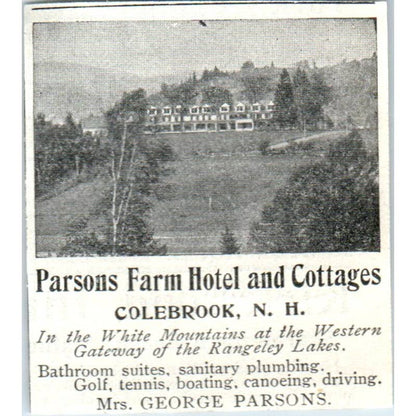 Parsons Farm Hotel and Cottages
COLEBROOK, N. H.
In the White Mountains at the Western
Gateway of the Rangeley Lakes.
Bathroom suites, sanitary plumbing.
Golf, tennis, boating, canoeing, driving.
Mrs. GEORGE PARSONS.